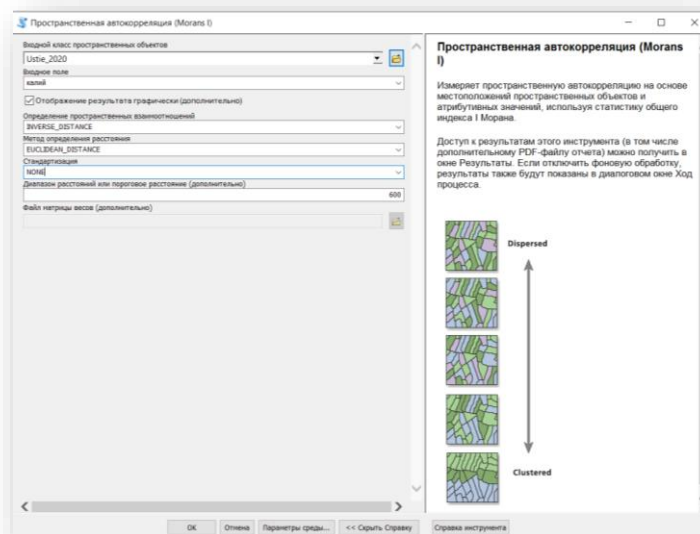 Пространственная автокорреляция (Morans I)
Входной класс пространственных объектов
Ustie_2020
Входное поле
калий
Отображение результата графически (дополнительно)
Определение пространственных взаимоотношений
INVERSE_DISTANCE
Метод определения расстояния
EUCLIDEAN_DISTANCE
Стандартизация
NONE
Диапазон расстояний или пороговое расстояние (дополнительно)
600
Файл матрицы весов (дополнительно)
OK
Отмена
Параметры среды...
<< Скрыть Справку
Пространственная автокорреляция (Morans
I)
Измеряет пространственную автокорреляцию на основе
местоположений пространственных объектов и
атрибутивных значений, используя статистику общего
индекса I Морана.
Доступ к результатам этого инструмента (в том числе
дополнительному PDF-файлу отчета) можно получить в
окне Результаты. Если отключить фоновую обработку,
результаты также будут показаны в диалоговом окне Ход
процесса.
Dispersed
Clustered
Справка инструмента